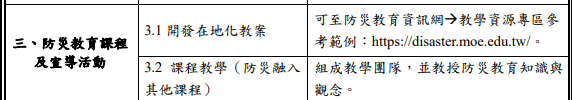 三、防災教育課程
及宣導活動
3.1 開發在地化教案
可至防災教育資訊網→教學資源專區參
考範例：https://disaster.moe.edu.tw/。
3.2 課程教學（防災融入
其他課程）
組成教學團隊，並教授防災教育知識與
觀念。